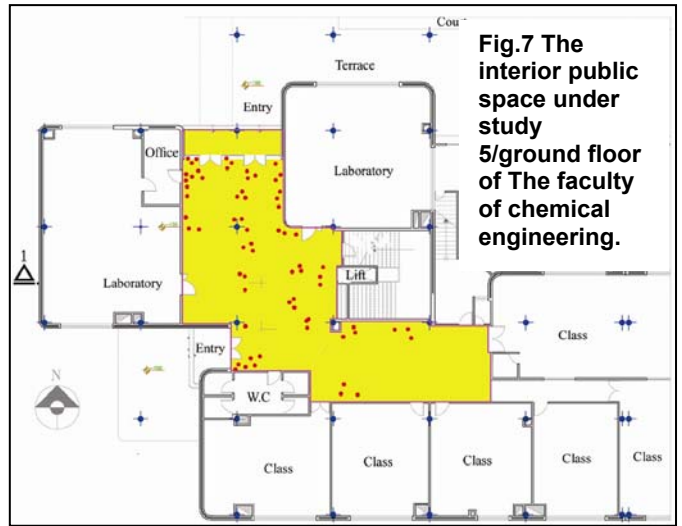 Cou
Fig.7 The
interior public
space under
study
5/ground floor
of The faculty
of chemical
engineering.
Terrace
Entry
Office
Laboratory
Laboratory
Lift
1
Entry
Class
N
W.C
Class
Class
Class
Class
Class